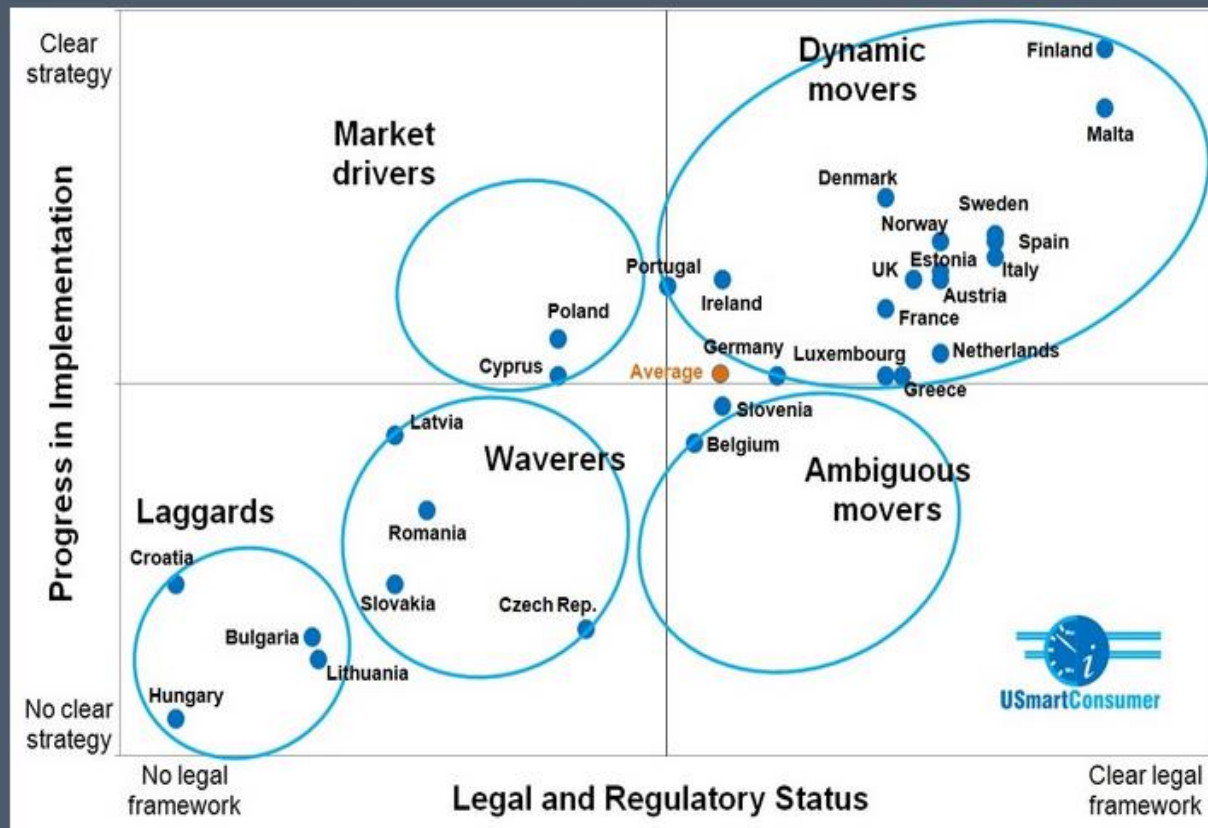 Clear
strategy
Dynamic
movers
Finland
Malta
Market
drivers
Denmark
Sweden
Norway
Spain
Estonia
Italy
UK
Portugal
Ireland
Austria
France
Poland
Germany
Luxembourg
Netherlands
Cyprus
Average
Greece
Slovenia
Latvia
Belgium
Waverers
Ambiguous
movers
Laggards
Romania
Croatia
Slovakia
Czech Rep.
Bulgaria
Lithuania
Hungary
i
USmartConsumer
No clear
strategy
Progress in Implementation
No legal
framework
Legal and Regulatory Status
Clear legal
framework